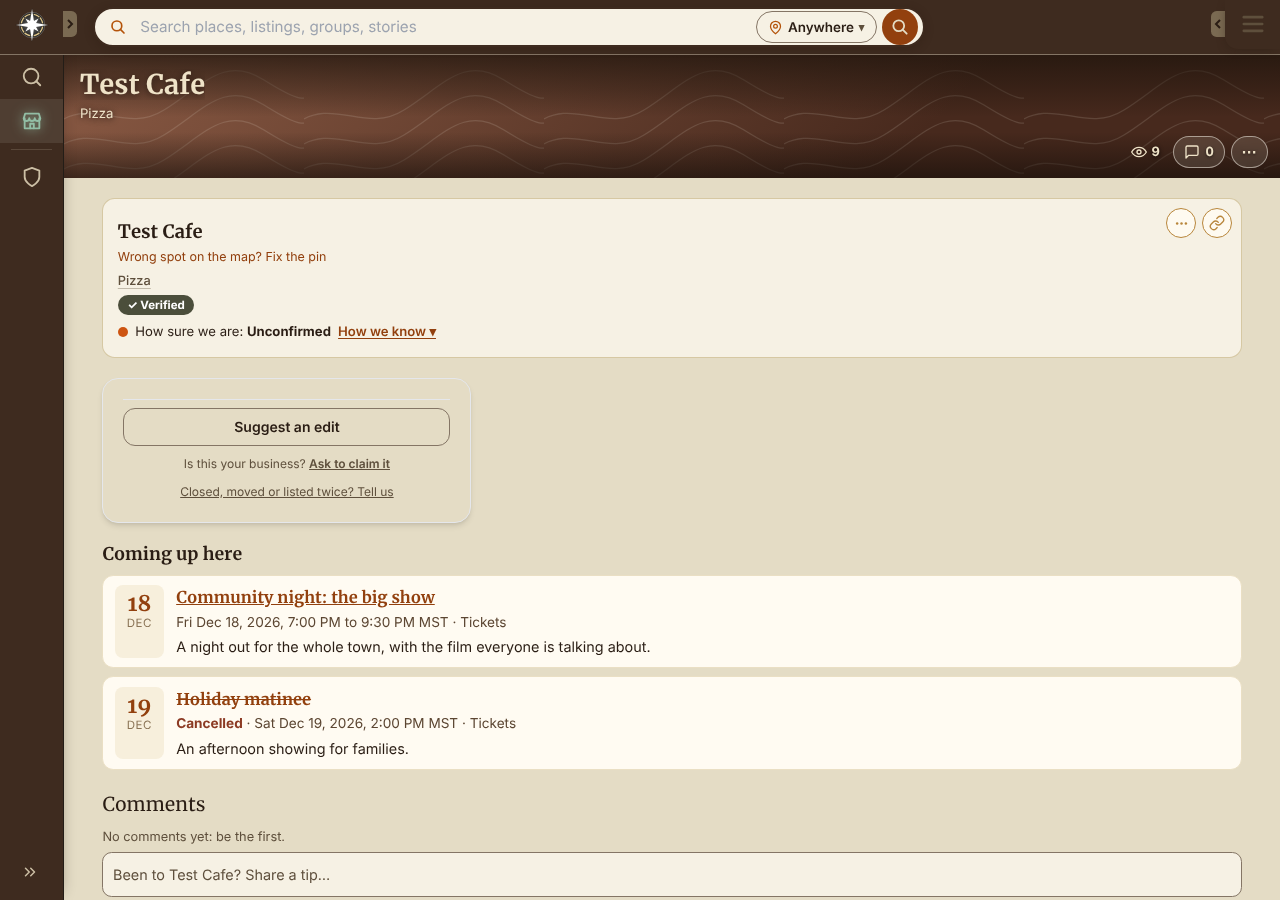 Search places, listings, groups, stories
Anywhere ▾
Test Cafe
Pizza
9
0
Test Cafe
Wrong spot on the map? Fix the pin
Pizza
✓ Verified
How sure we are: Unconfirmed How we know ▾
Suggest an edit
Is this your business? Ask to claim it
Closed, moved or listed twice? Tell us
Coming up here
18
DEC
Community night: the big show
Fri Dec 18, 2026, 7:00 PM to 9:30 PM MST · Tickets
A night out for the whole town, with the film everyone is talking about.
19
DEC
Holiday matinee
Cancelled · Sat Dec 19, 2026, 2:00 PM MST · Tickets
An afternoon showing for families.
Comments
No comments yet: be the first.
Been to Test Cafe? Share a tip...